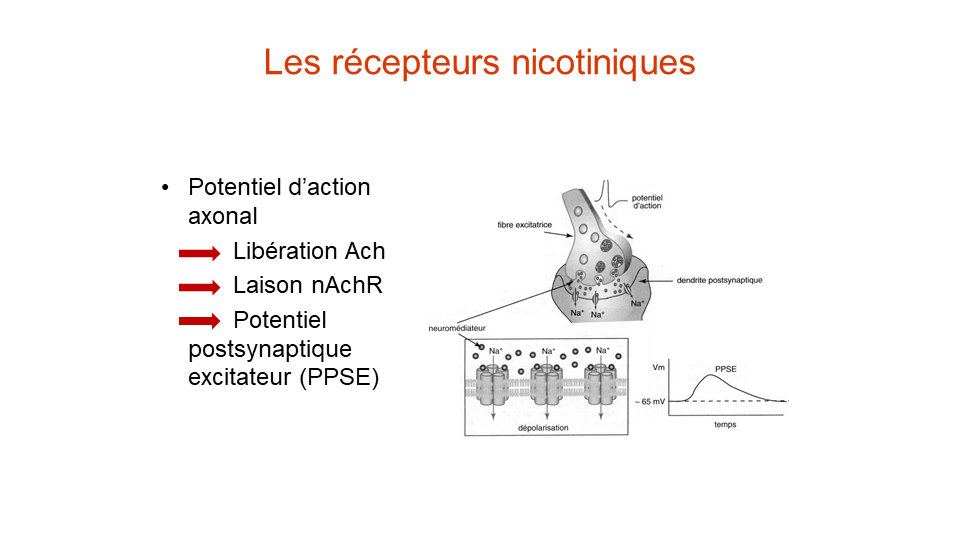 Les récepteurs nicotiniques
• Potentiel d'action
axonal
Libération Ach
Laison nAchR
Potentiel
postsynaptique
excitateur (PPSE)
potentiel
d'action
fibre excitatrice
dendrite postsynaptique
Na⁺
Na⁺
Na⁺
neuromédiateur
Na⁺
Na⁺
Na⁺
dépolarisation
Vm
PPSE
– 65 mV
temps